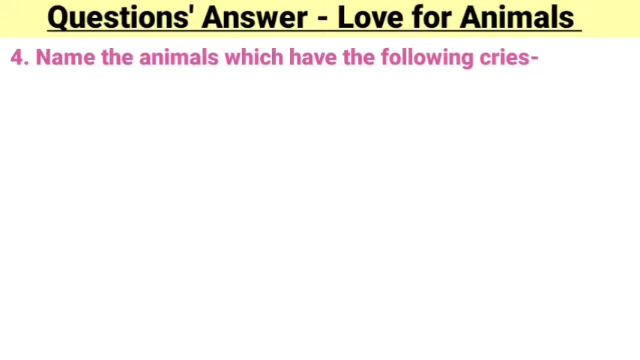 Questions' Answer - Love for Animals
4. Name the animals which have the following cries-